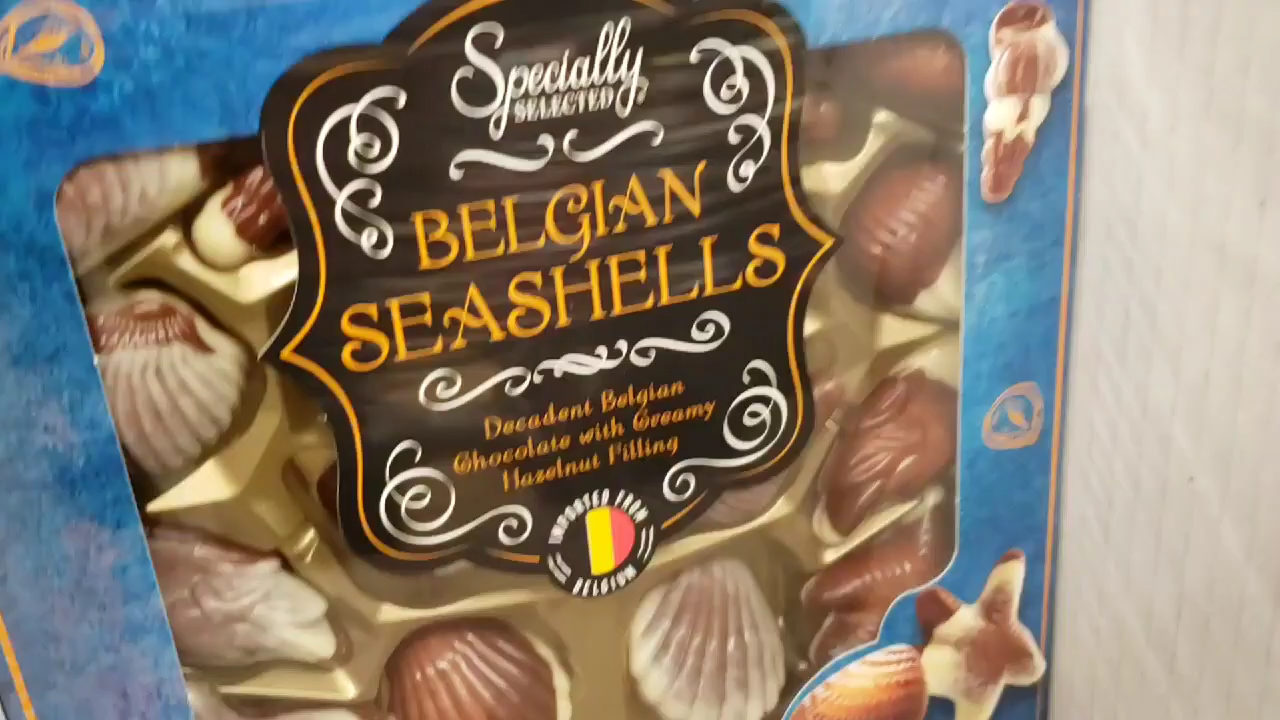 Specially
SELECTED
BELGIAN
SEASHELLS
Decadent Belgian
Chocolate with Creamy
Hazelnut Filling
IMPORTED FROM
BELGIUM